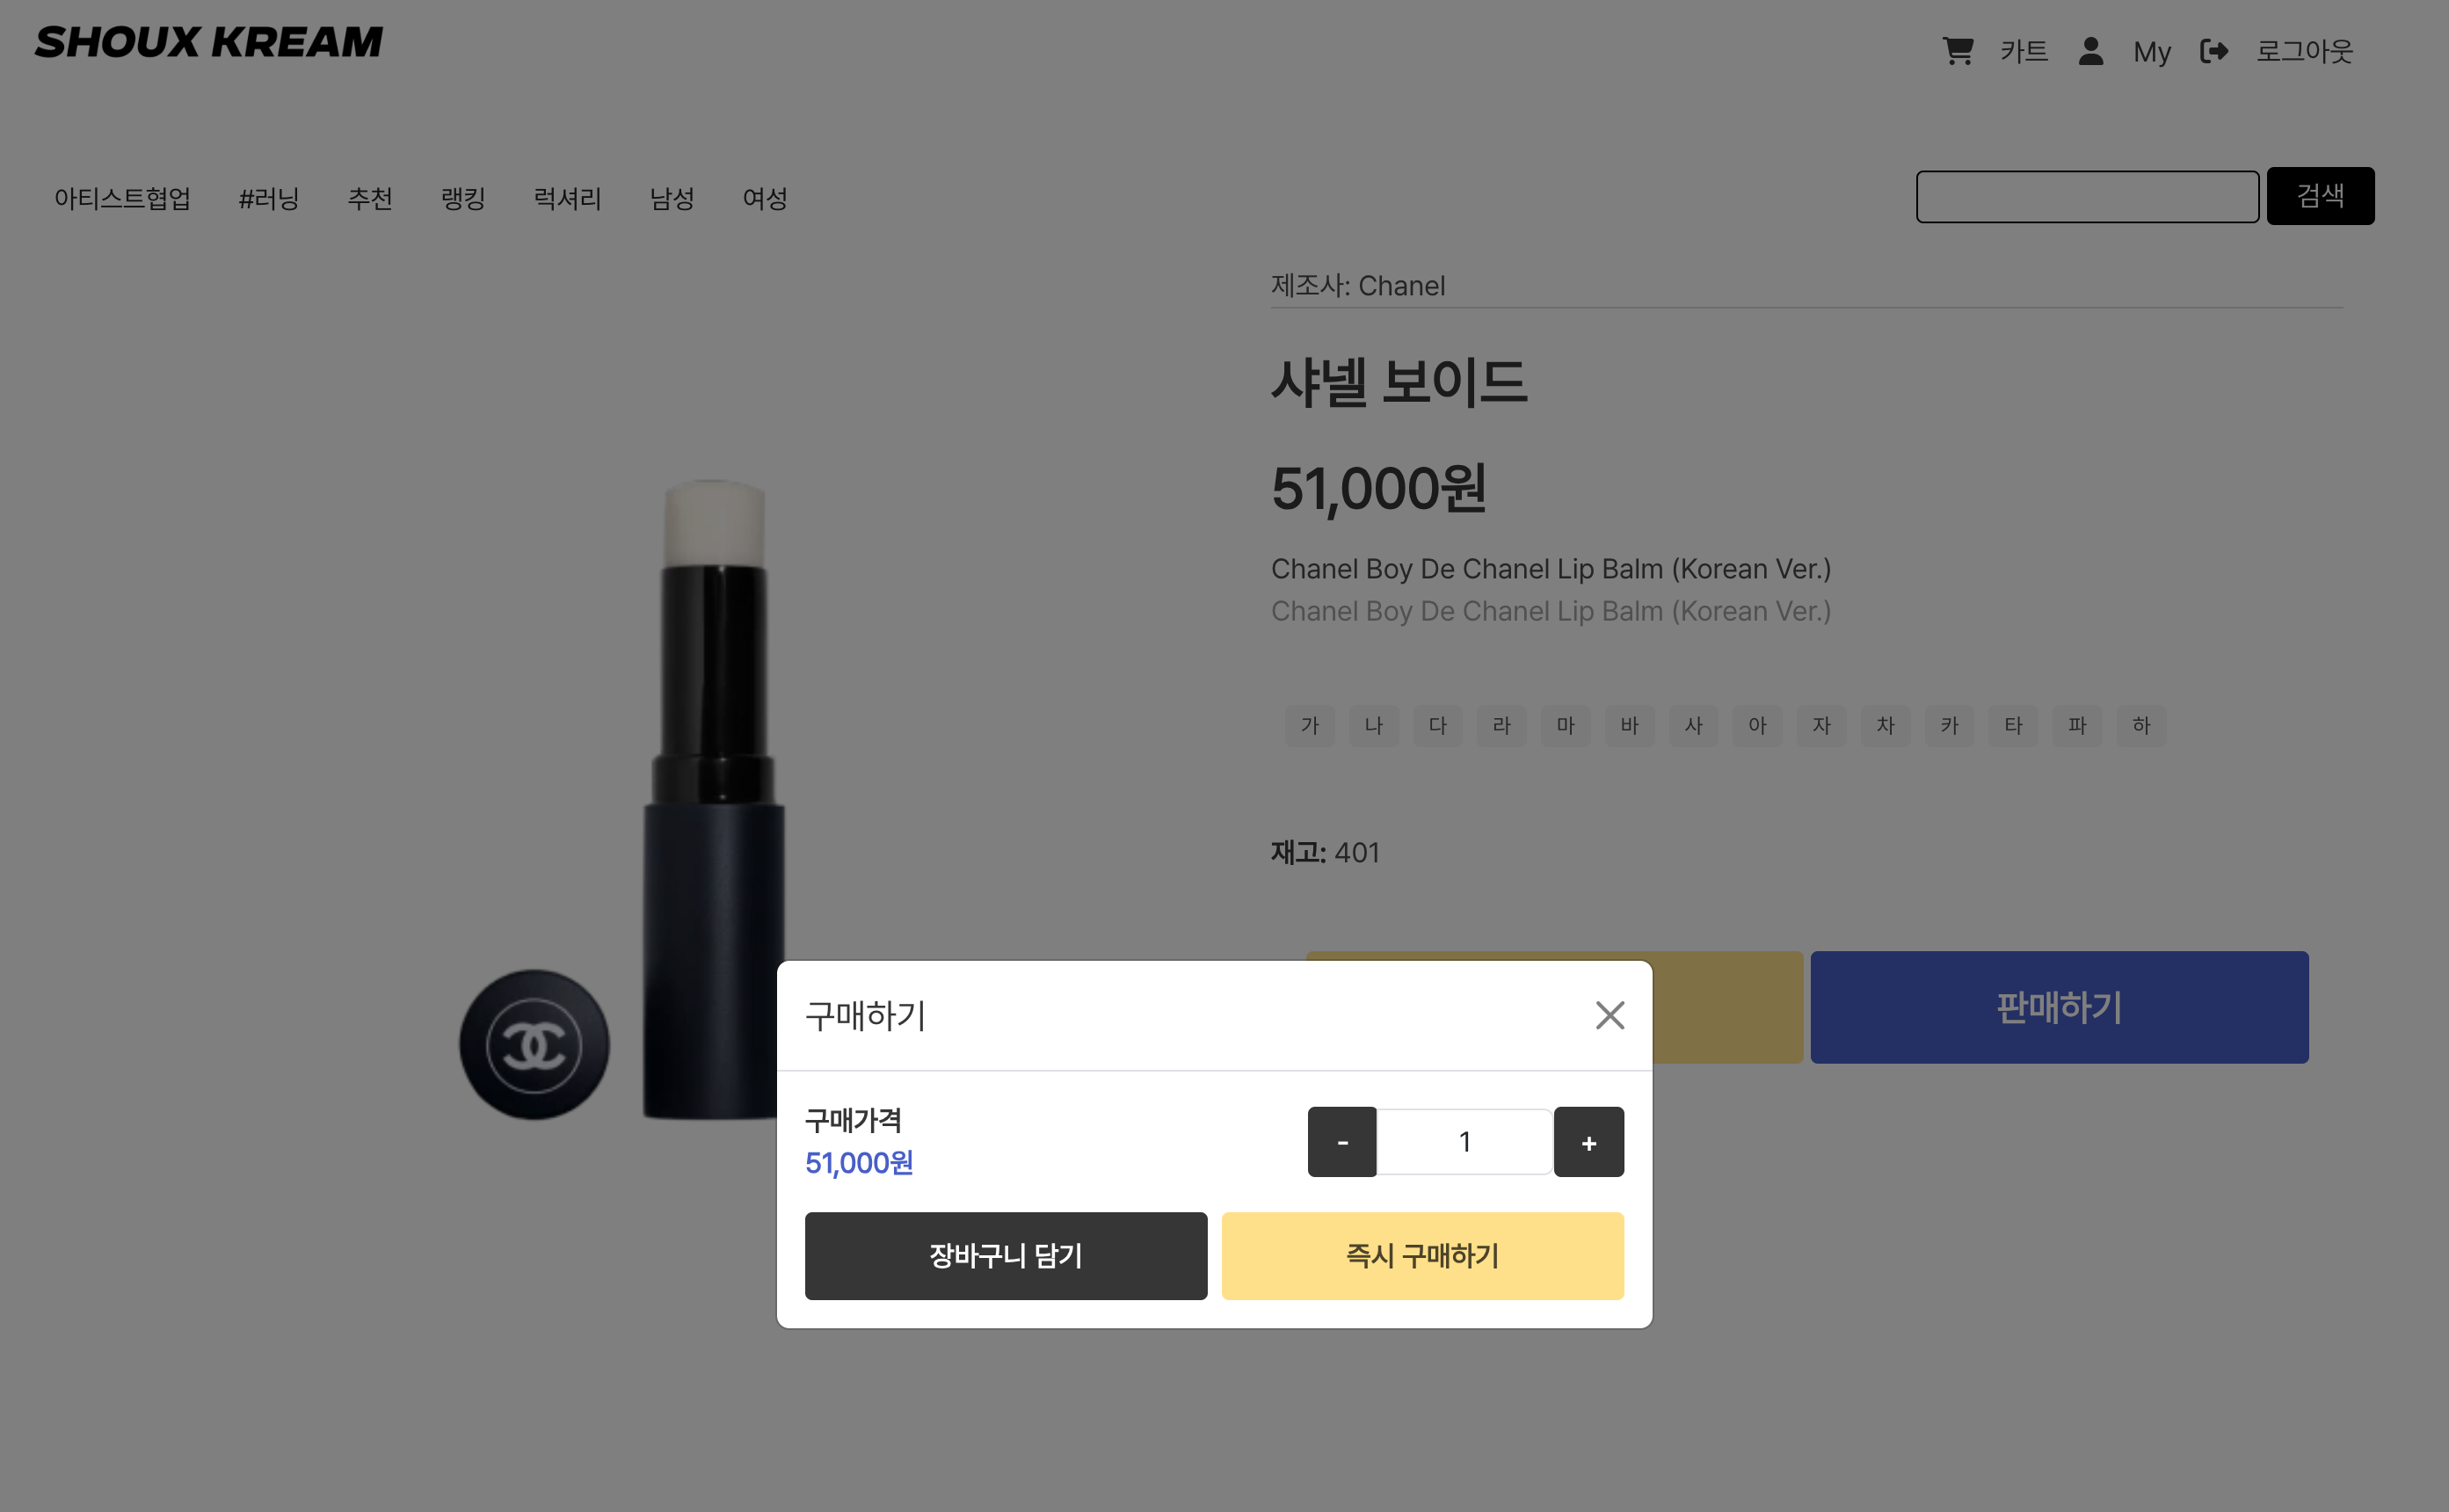 SHOUX KREAM
카트 My 로그아웃
아티스트협업 #러닝 추천 랭킹 럭셔리 남성 여성
검색
제조사: Chanel
샤넬 보이드
51,000원
Chanel Boy De Chanel Lip Balm (Korean Ver.)
Chanel Boy De Chanel Lip Balm (Korean Ver.)
가 나 다 라 마 바 사 아 자 차 카 타 파 하
재고: 401
판매하기
구매하기
구매가격
51,000원
- 1 +
장바구니 담기 즉시 구매하기